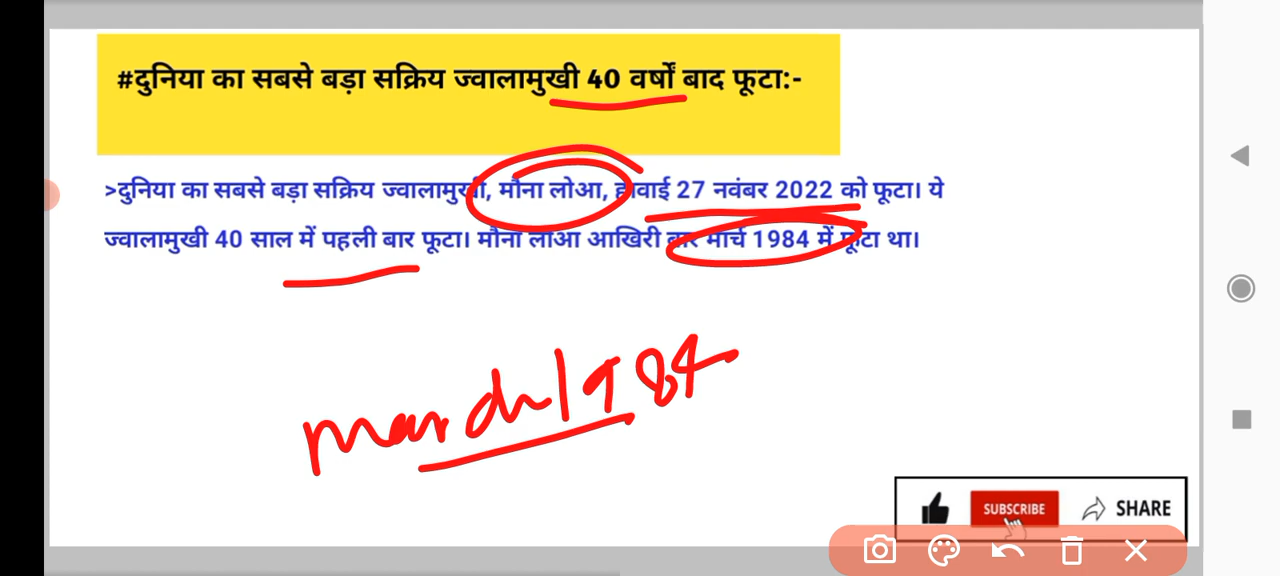 #दुनिया का सबसे बड़ा सक्रिय ज्वालामुखी 40 वर्षो बाद फूटा:-
>दुनिया का सबसे बड़ा सक्रिय ज्वालामुखी, मौना लोआ, हावाई 27 नवंबर 2022 को फूटा। ये
ज्वालामुखी 40 साल में पहली बार फूटा। मौना लोआ आखिरी बार मार्च 1984 में फूटा था।
march 1984
SUBSCRIBE
SHARE